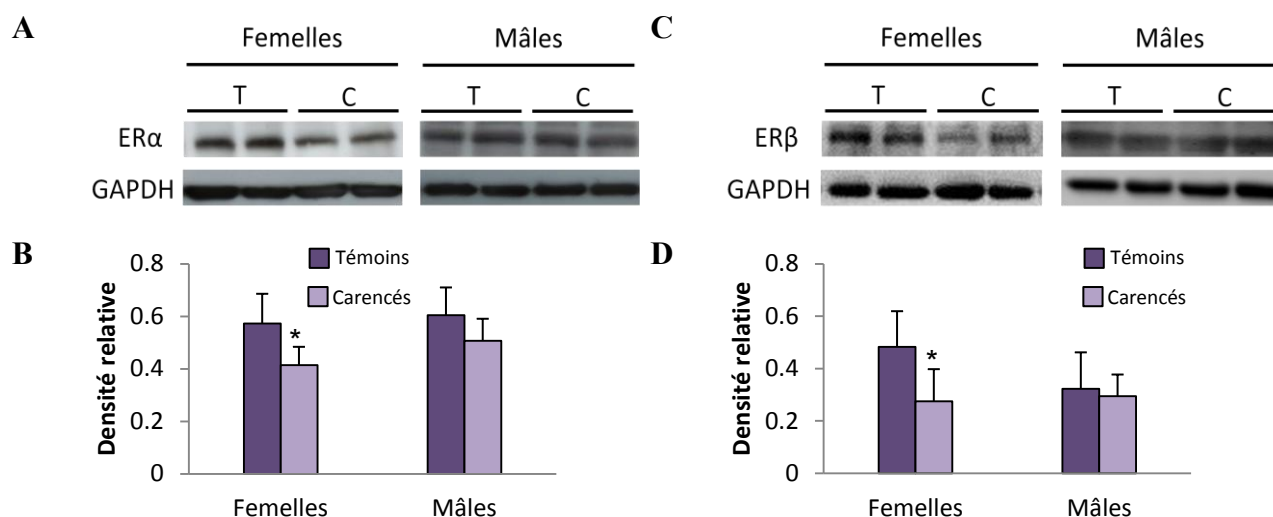 A
Femelles
Mâles
T
C
T
C
ERα
GAPDH
B
Densité relative
0.8
0.6
0.4
0.2
0
Témoins
Carencés
*
Femelles
Mâles
C
Femelles
Mâles
T
C
T
C
ERβ
GAPDH
D
Densité relative
0.8
0.6
0.4
0.2
0
Témoins
Carencés
*
Femelles
Mâles